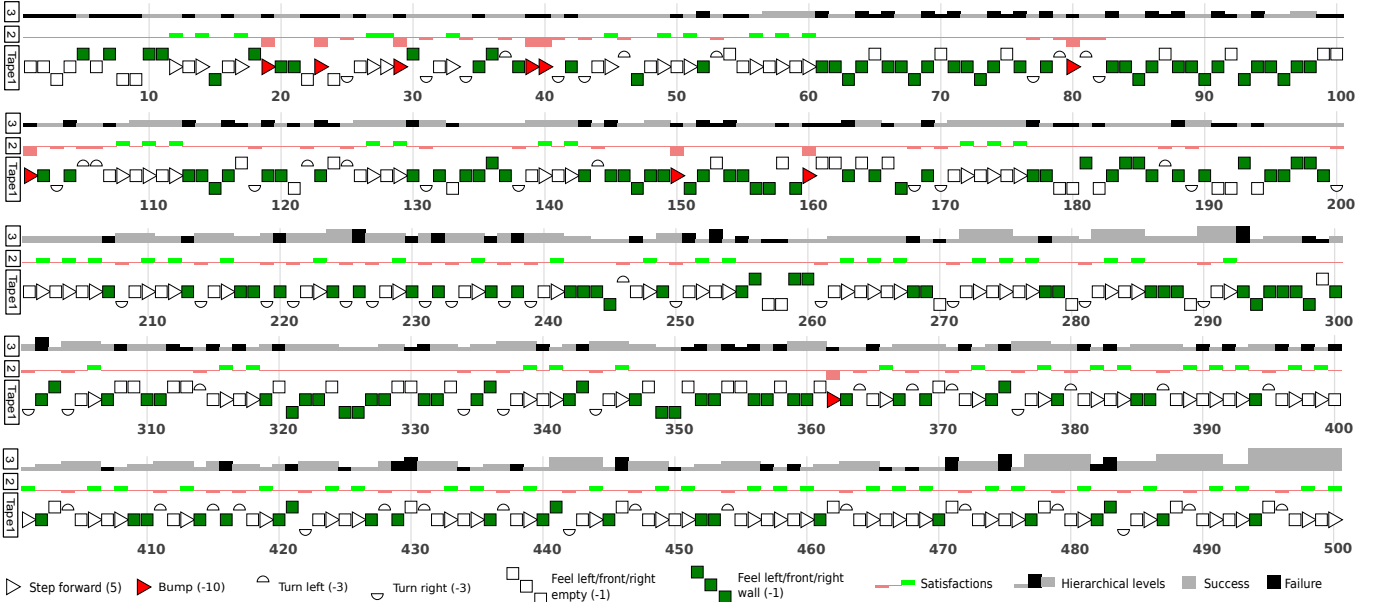 3
2
Tape1
10 20 30 40 50 60 70 80 90 100
3
2
Tape1
110 120 130 140 150 160 170 180 190 200
3
2
Tape1
210 220 230 240 250 260 270 280 290 300
3
2
Tape1
310 320 330 340 350 360 370 380 390 400
3
2
Tape1
410 420 430 440 450 460 470 480 490 500
Step forward (5) Bump (-10) Turn left (-3) Turn right (-3) Feel left/front/right Feel left/front/right Satisfactions Hierarchical levels Success Failure
empty (-1) wall (-1)